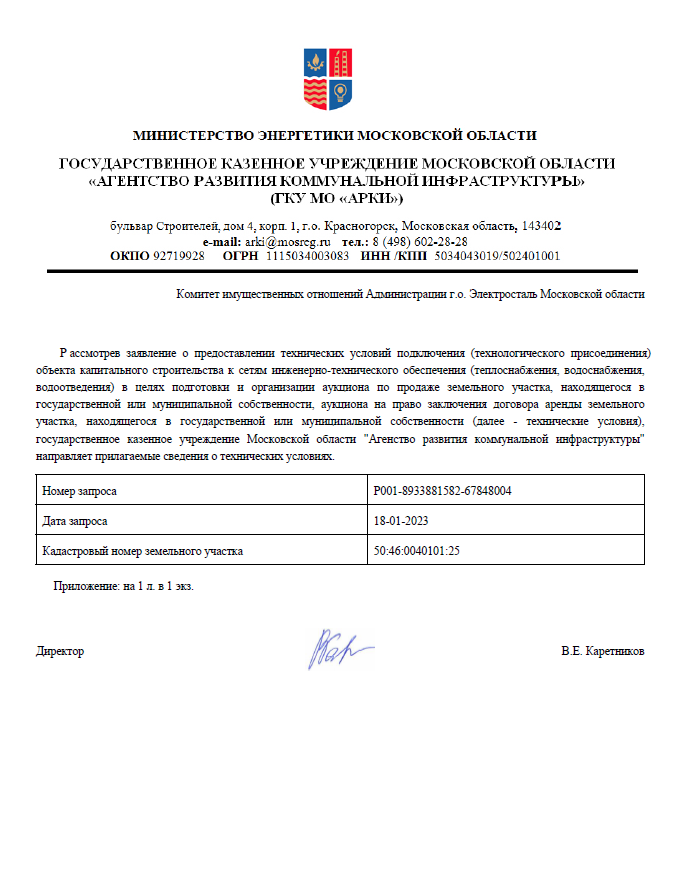 МИНИСТЕРСТВО ЭНЕРГЕТИКИ МОСКОВСКОЙ ОБЛАСТИ
ГОСУДАРСТВЕННОЕ КАЗЕННОЕ УЧРЕЖДЕНИЕ МОСКОВСКОЙ ОБЛАСТИ
«АГЕНТСТВО РАЗВИТИЯ КОММУНАЛЬНОЙ ИНФРАСТРУКТУРЫ»
(ГКУ МО «АРКИ»)
бульвар Строителей, дом 4, корп. 1, г.о. Красногорск, Московская область, 143402
e-mail: arki@mosreg.ru тел.: 8 (498) 602-28-28
ОКПО 92719928 ОГРН 1115034003083 ИНН /КПП 5034043019/502401001
Комитет имущественных отношений Администрации г.о. Электросталь Московской области
Рассмотрев заявление о предоставлении технических условий подключения (технологического присоединения)
объекта капитального строительства к сетям инженерно-технического обеспечения (теплоснабжения, водоснабжения,
водоотведения) в целях подготовки и организации аукциона по продаже земельного участка, находящегося в
государственной или муниципальной собственности, аукциона на право заключения договора аренды земельного
участка, находящегося в государственной или муниципальной собственности (далее - технические условия),
государственное казенное учреждение Московской области "Агенство развития коммунальной инфраструктуры"
направляет прилагаемые сведения о технических условиях.
Номер запроса P001-8933881582-67848004
Дата запроса 18-01-2023
Кадастровый номер земельного участка 50:46:0040101:25
Приложение: на 1 л. в 1 экз.
Директор В.Е. Каретников